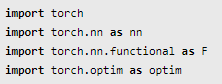 import torch
import torch.nn as nn
import torch.nn.functional as F
import torch.optim as optim